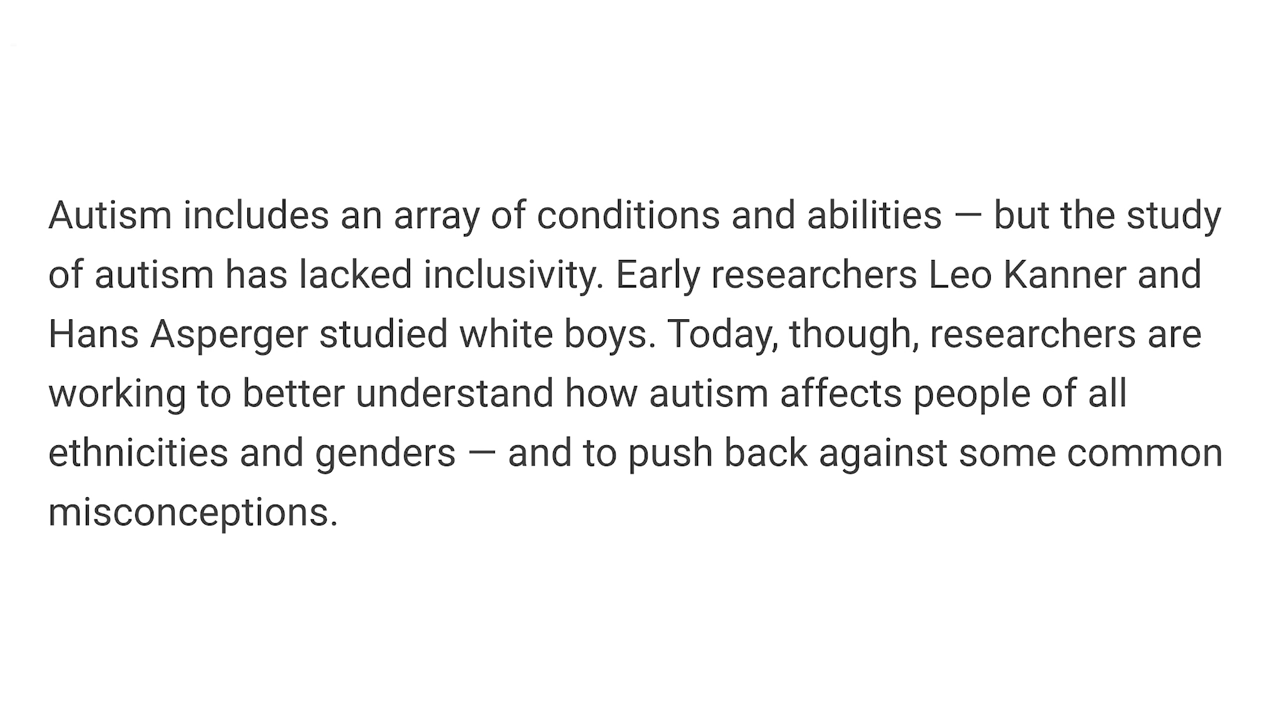 Autism includes an array of conditions and abilities — but the study
of autism has lacked inclusivity. Early researchers Leo Kanner and
Hans Asperger studied white boys. Today, though, researchers are
working to better understand how autism affects people of all
ethnicities and genders — and to push back against some common
misconceptions.